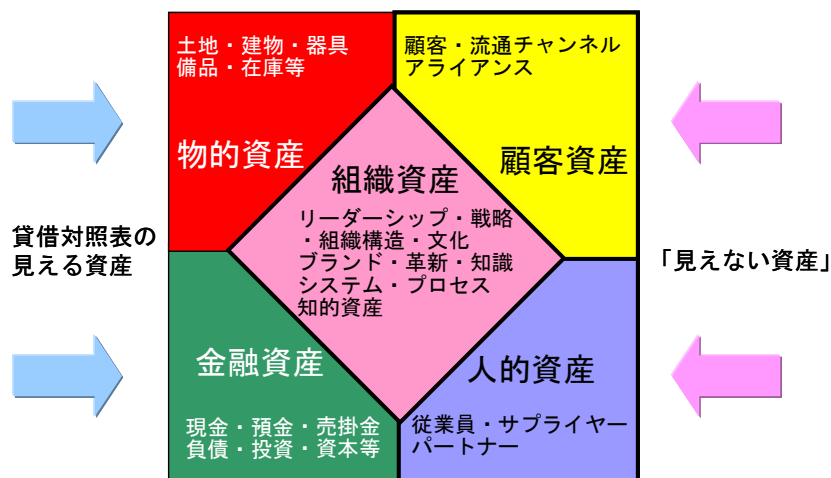 土地・建物・器具
備品・在庫等
物的資産
顧客・流通チャンネル
アライアンス
顧客資産
組織資産
リーダーシップ・戦略
・組織構造・文化
ブランド・革新・知識
システム・プロセス
知的資産
貸借対照表の
見える資産
「見えない資産」
金融資産
現金・預金・売掛金
負債・投資・資本等
人的資産
従業員・サプライヤー
パートナー